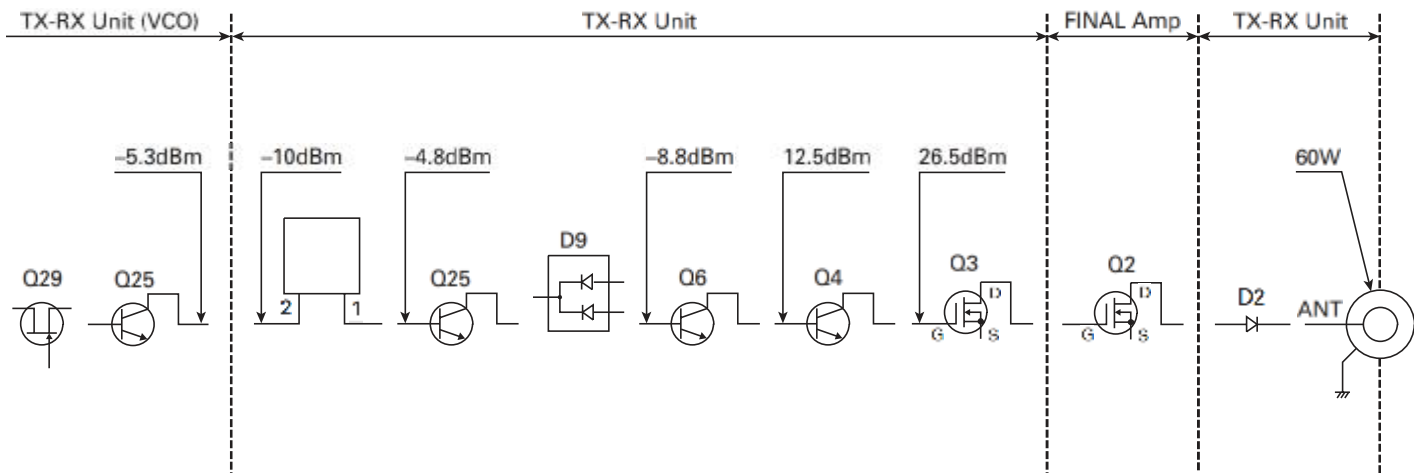 TX-RX Unit (VCO) TX-RX Unit FINAL Amp TX-RX Unit
–5.3dBm –10dBm –4.8dBm –8.8dBm 12.5dBm 26.5dBm 60W
D9
Q29 Q25 Q25 Q6 Q4 Q3 Q2
D2 ANT
2 1
D D
G S G S